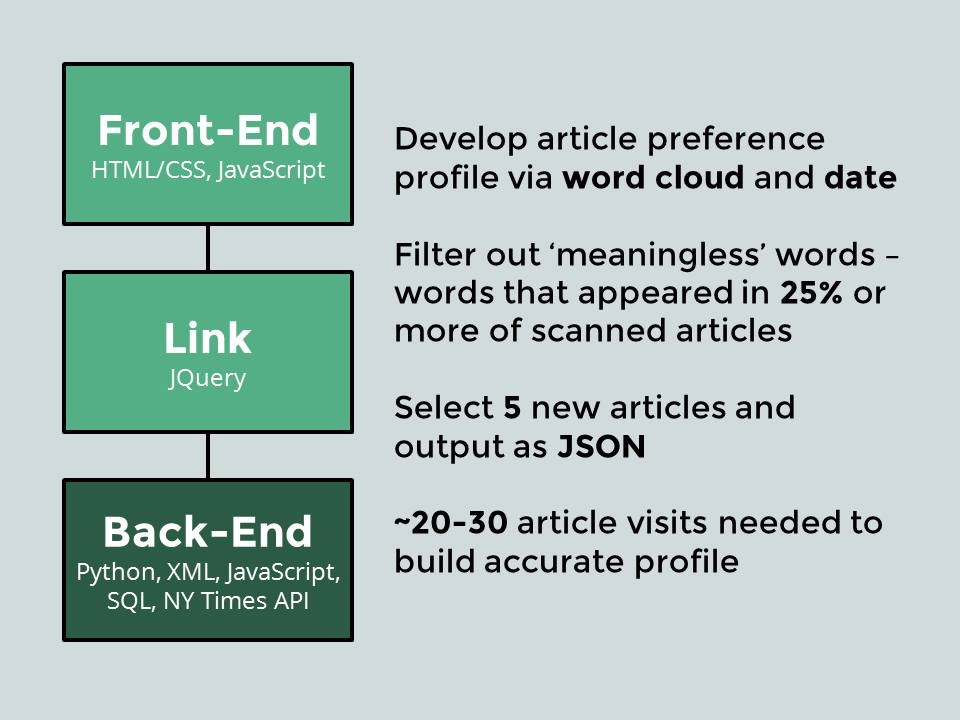 Front-End
HTML/CSS, JavaScript
Link
JQuery
Back-End
Python, XML, JavaScript,
SQL, NY Times API
Develop article preference
profile via word cloud and date
Filter out ‘meaningless’ words –
words that appeared in 25% or
more of scanned articles
Select 5 new articles and
output as JSON
~20-30 article visits needed to
build accurate profile